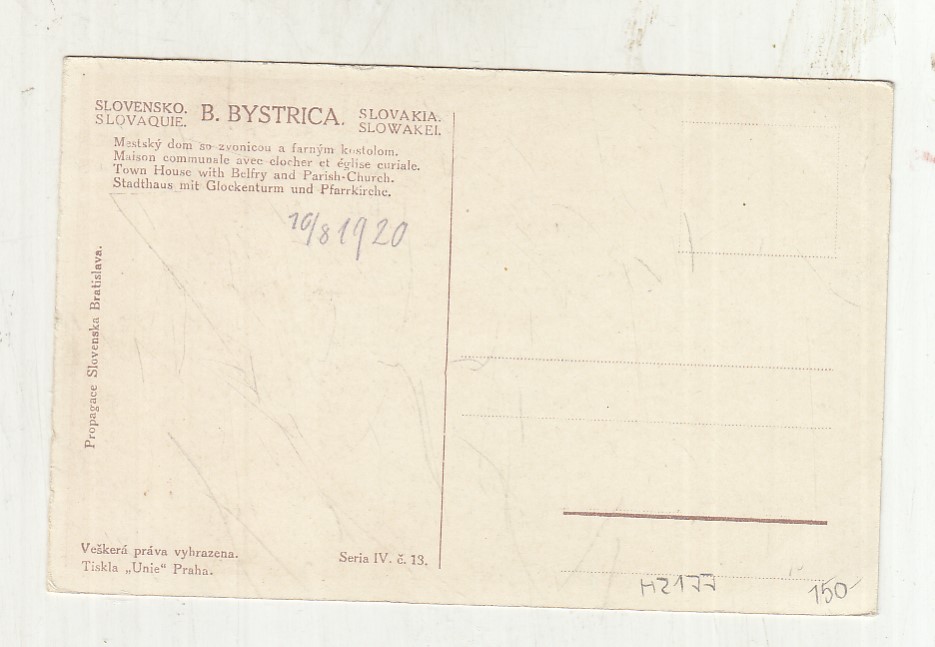 SLOVENSKO.
SLOVAQUIE.
B. BYSTRICA.
SLOVAKIA.
SLOWAKEI.
Mestský dom so zvonicou a farným kostolom.
Maison communale avec clocher et église curiale.
Town House with Belfry and Parish-Church.
Stadthaus mit Glockenturm und Pfarrkirche.
10/8 1920
Propagace Slovenska Bratislava.
Veškerá práva vyhrazena.
Tiskla „Unie“ Praha.
Seria IV. č. 13.
H2177
150-